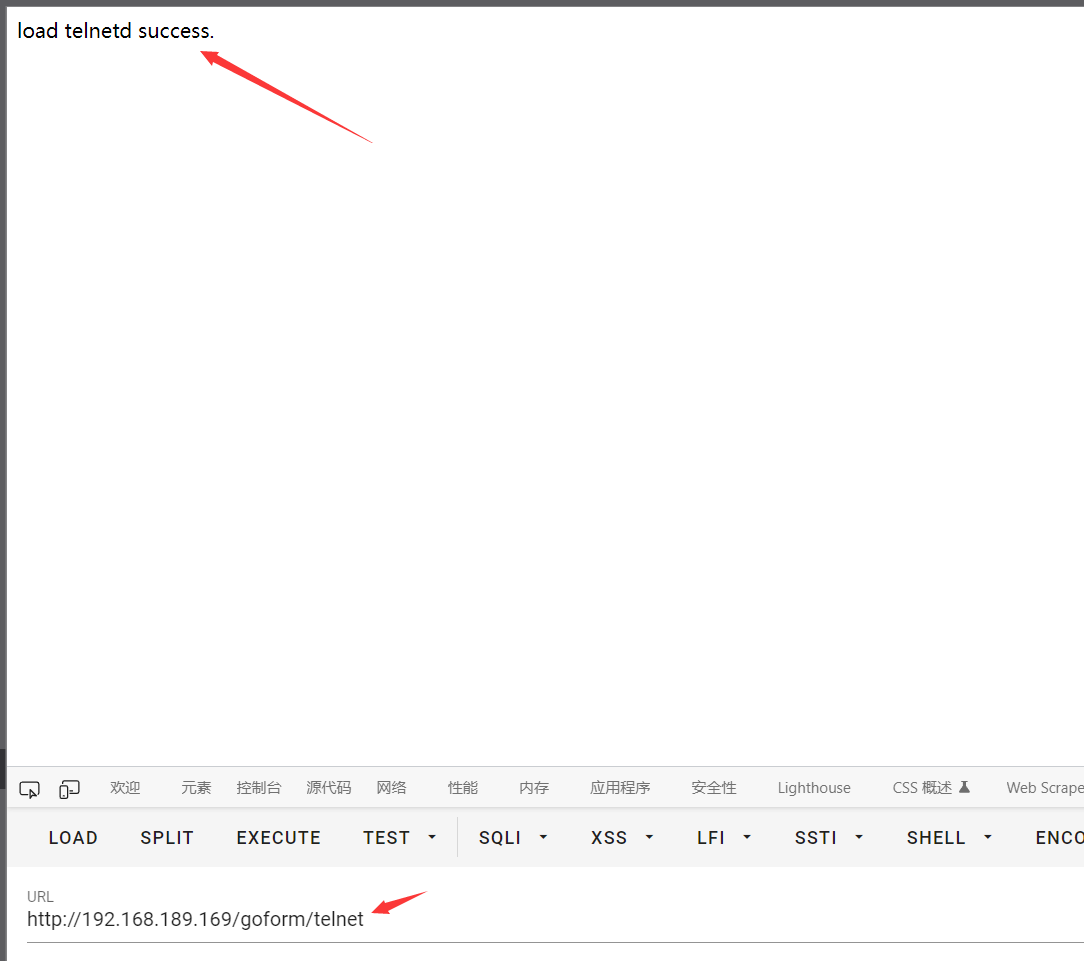 load telnetd success.
欢迎 元素 控制台 源代码 网络 性能 内存 应用程序 安全性 Lighthouse CSS 概述 Web Scrape
LOAD SPLIT EXECUTE TEST SQLI XSS LFI SSTI SHELL ENCO
URL
http://192.168.189.169/goform/telnet